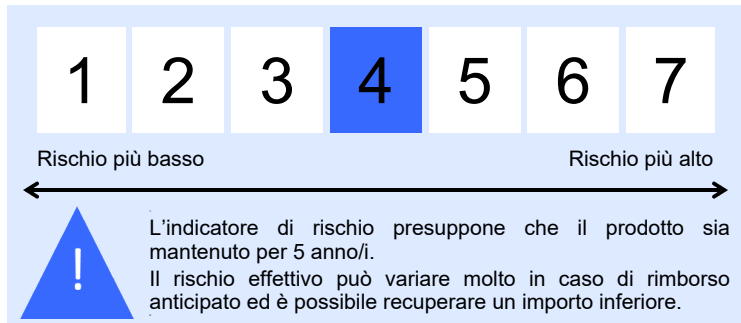 1 2 3 4 5 6 7
Rischio più basso Rischio più alto
!
L'indicatore di rischio presuppone che il prodotto sia
mantenuto per 5 anno/i.
Il rischio effettivo può variare molto in caso di rimborso
anticipato ed è possibile recuperare un importo inferiore.